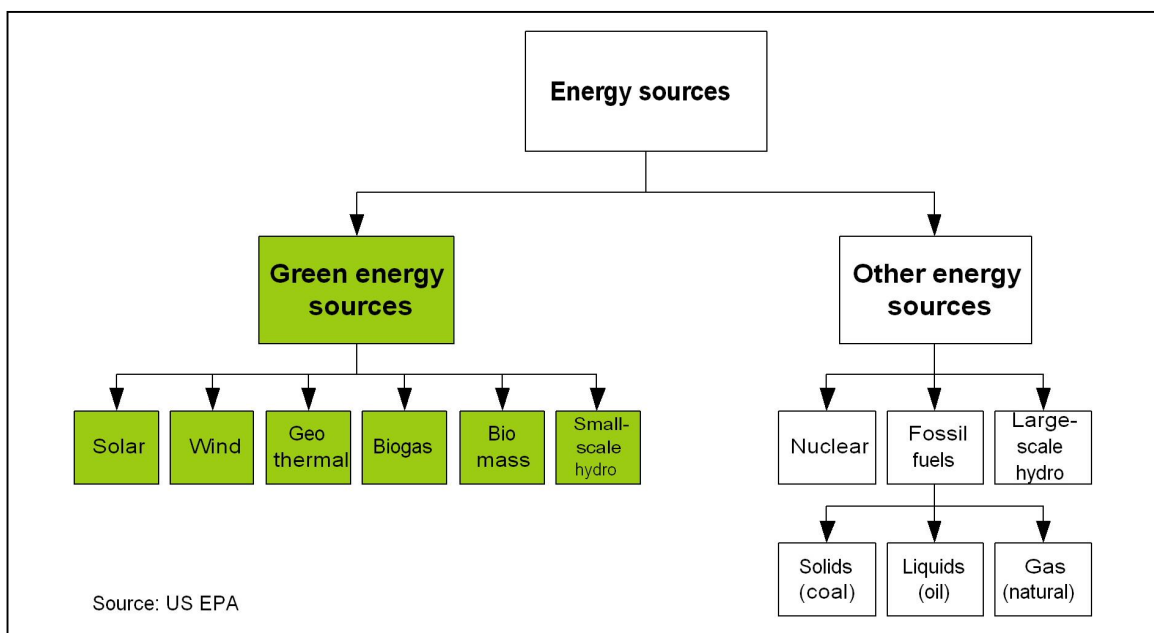 Energy sources
Green energy
sources
Other energy
sources
Solar
Wind
Geo
thermal
Biogas
Bio
mass
Small-
scale
hydro
Nuclear
Fossil
fuels
Large-
scale
hydro
Solids
(coal)
Liquids
(oil)
Gas
(natural)
Source: US EPA